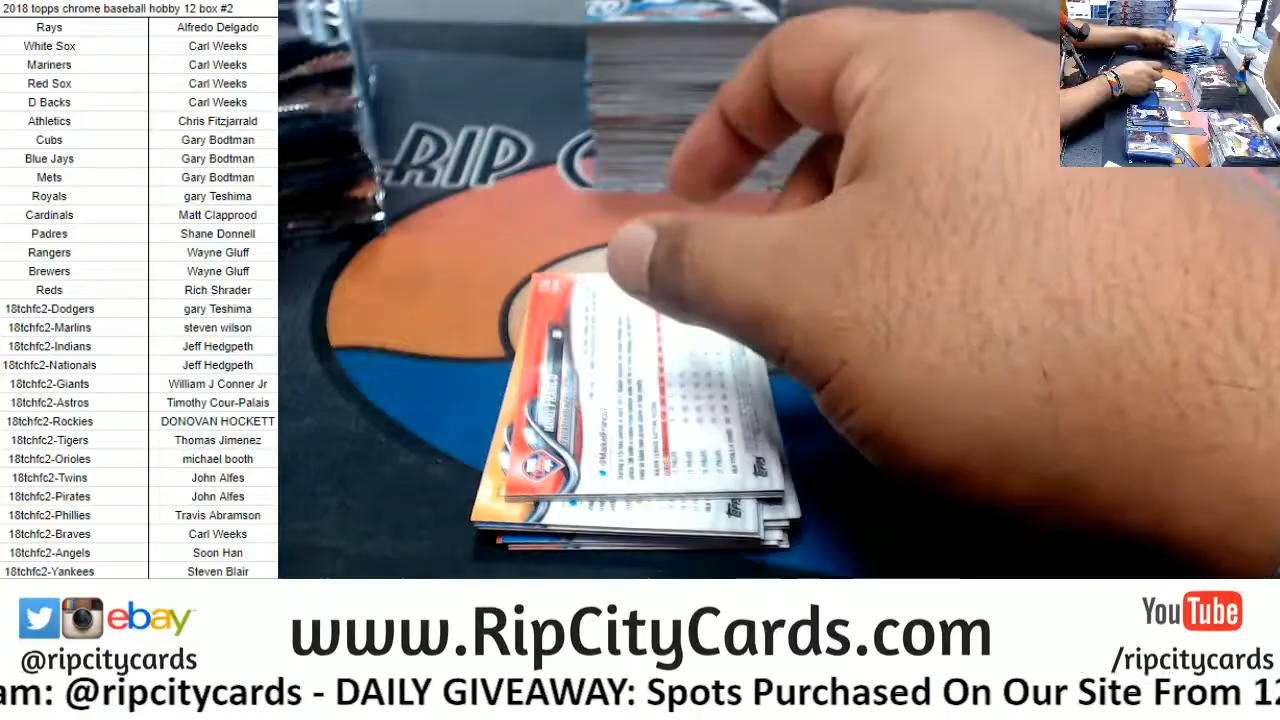 2018 topps chrome baseball hobby 12 box #2
Rays Alfredo Delgado
White Sox Carl Weeks
Mariners Carl Weeks
Red Sox Carl Weeks
D Backs Carl Weeks
Athletics Chris Fitzjarrald
Cubs Gary Bodtman
Blue Jays Gary Bodtman
Mets Gary Bodtman
Royals gary Teshima
Cardinals Matt Clapprood
Padres Shane Donnell
Rangers Wayne Gluff
Brewers Wayne Gluff
Reds Rich Shrader
18tchfc2-Dodgers gary Teshima
18tchfc2-Marlins steven wilson
18tchfc2-Indians Jeff Hedgpeth
18tchfc2-Nationals Jeff Hedgpeth
18tchfc2-Giants William J Conner Jr
18tchfc2-Astros Timothy Cour-Palais
18tchfc2-Rockies DONOVAN HOCKETT
18tchfc2-Tigers Thomas Jimenez
18tchfc2-Orioles michael booth
18tchfc2-Twins John Alfes
18tchfc2-Pirates John Alfes
18tchfc2-Phillies Travis Abramson
18tchfc2-Braves Carl Weeks
18tchfc2-Angels Soon Han
18tchfc2-Yankees Steven Blair
RIP
TOPPS
TOPPS
ebay
@ripcitycards
www.RipCityCards.com
YouTube
/ripcitycards
am: @ripcitycards - DAILY GIVEAWAY: Spots Purchased On Our Site From 12